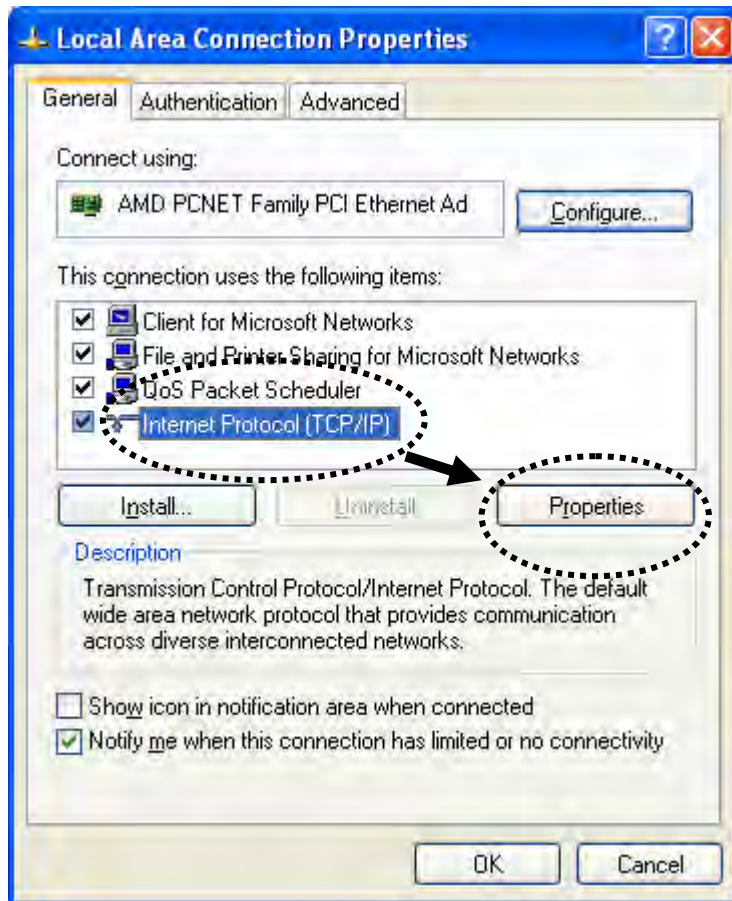 Local Area Connection Properties
General Authentication Advanced
Connect using:
AMD PCNET Family PCI Ethernet Ad
Configure...
This connection uses the following items:
Client for Microsoft Networks
File and Printer Sharing for Microsoft Networks
QoS Packet Scheduler
Internet Protocol (TCP/IP)
Install... Uninstall Properties
Description
Transmission Control Protocol/Internet Protocol. The default
wide area network protocol that provides communication
across diverse interconnected networks.
Show icon in notification area when connected
Notify me when this connection has limited or no connectivity
OK Cancel